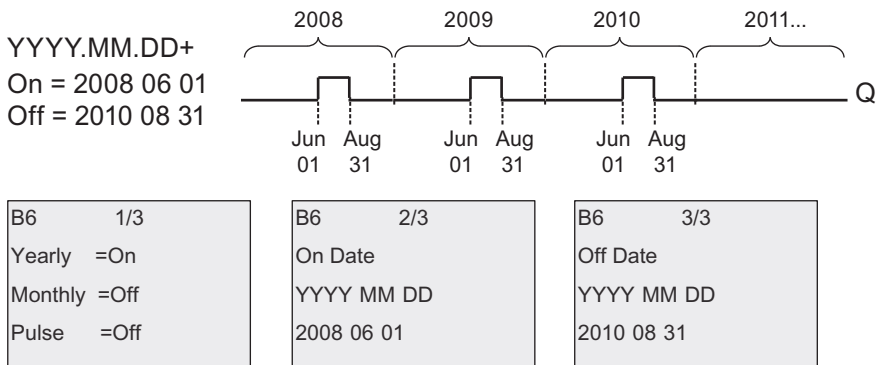 2008 2009 2010 2011...
YYYY.MM.DD+
On = 2008 06 01
Off = 2010 08 31
Q
Jun Aug Jun Aug Jun Aug
01 31 01 31 01 31
B6 1/3
Yearly =On
Monthly =Off
Pulse =Off
B6 2/3
On Date
YYYY MM DD
2008 06 01
B6 3/3
Off Date
YYYY MM DD
2010 08 31